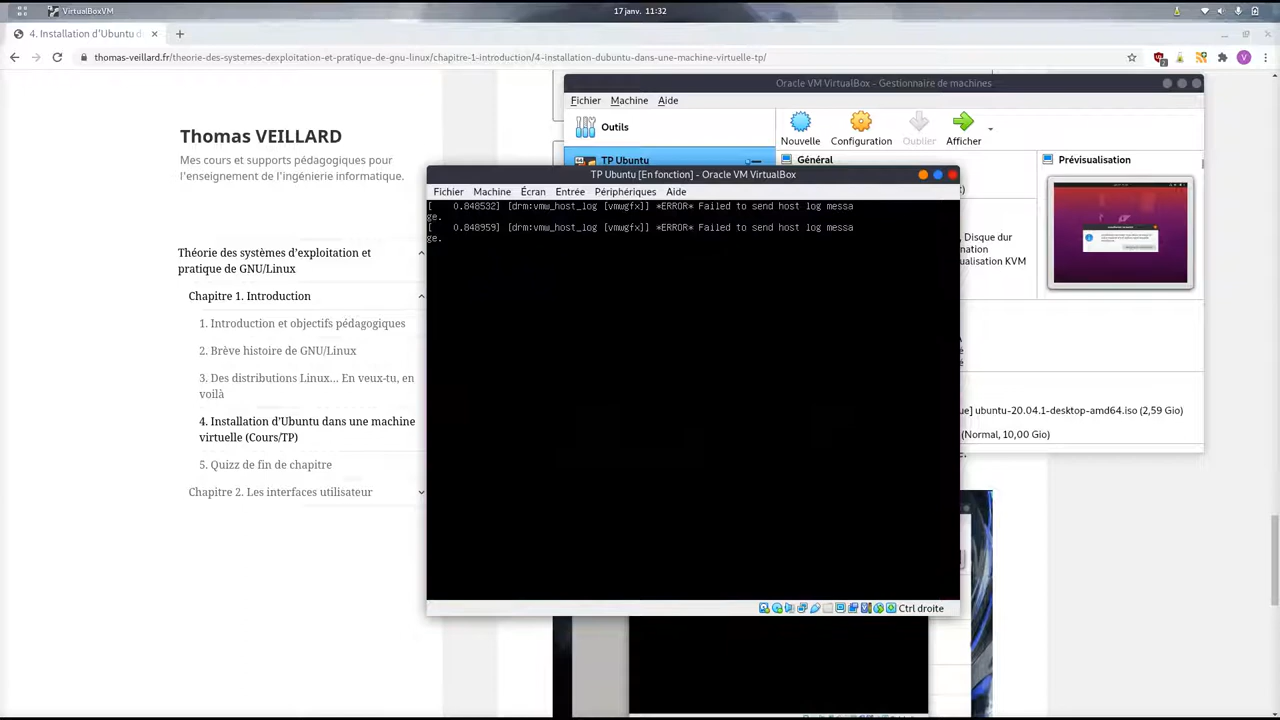 VirtualBoxVM
17 janv. 11:32
4. Installation d'Ubuntu d
thomas-veillard.fr/theorie-des-systemes-dexploitation-et-pratique-de-gnu-linux/chapitre-1-introduction/4-installation-dubuntu-dans-une-machine-virtuelle-tp/
V
Thomas VEILLARD
Mes cours et supports pédagogiques pour
l'enseignement de l'ingénierie informatique.
Théorie des systèmes d'exploitation et
pratique de GNU/Linux
Chapitre 1. Introduction
1. Introduction et objectifs pédagogiques
2. Brève histoire de GNU/Linux
3. Des distributions Linux… En veux-tu, en
voilà
4. Installation d'Ubuntu dans une machine
virtuelle (Cours/TP)
5. Quizz de fin de chapitre
Chapitre 2. Les interfaces utilisateur
Oracle VM VirtualBox - Gestionnaire de machines
Fichier Machine Aide
Outils
Nouvelle Configuration Oublier Afficher
TP Ubuntu
Général
Prévisualisation
, Disque dur
nation
ualisation KVM
ue] ubuntu-20.04.1-desktop-amd64.iso (2,59 Gio)
(Normal, 10,00 Gio)
TP Ubuntu [En fonction] - Oracle VM VirtualBox
Fichier Machine Écran Entrée Périphériques Aide
[    0.848532] [drm:vmw_host_log [vmwgfx]] *ERROR* Failed to send host log messa
ge.
[    0.848959] [drm:vmw_host_log [vmwgfx]] *ERROR* Failed to send host log messa
ge.
Ctrl droite